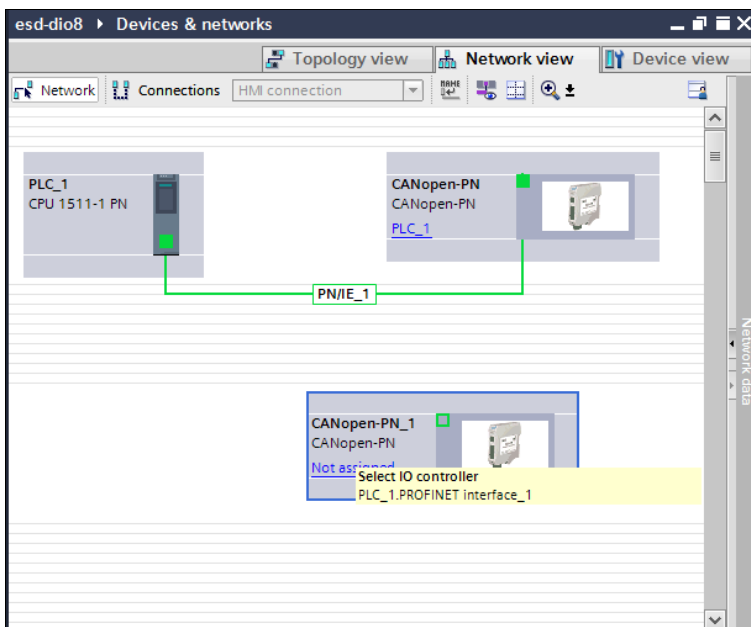 esd-dio8 ▸ Devices & networks
Topology view
Network view
Device view
Network
Connections
HMI connection
PLC_1
CPU 1511-1 PN
CANopen-PN
CANopen-PN
PLC_1
PN/IE_1
CANopen-PN_1
CANopen-PN
Not assigned
Select IO controller
PLC_1.PROFINET interface_1
Network data